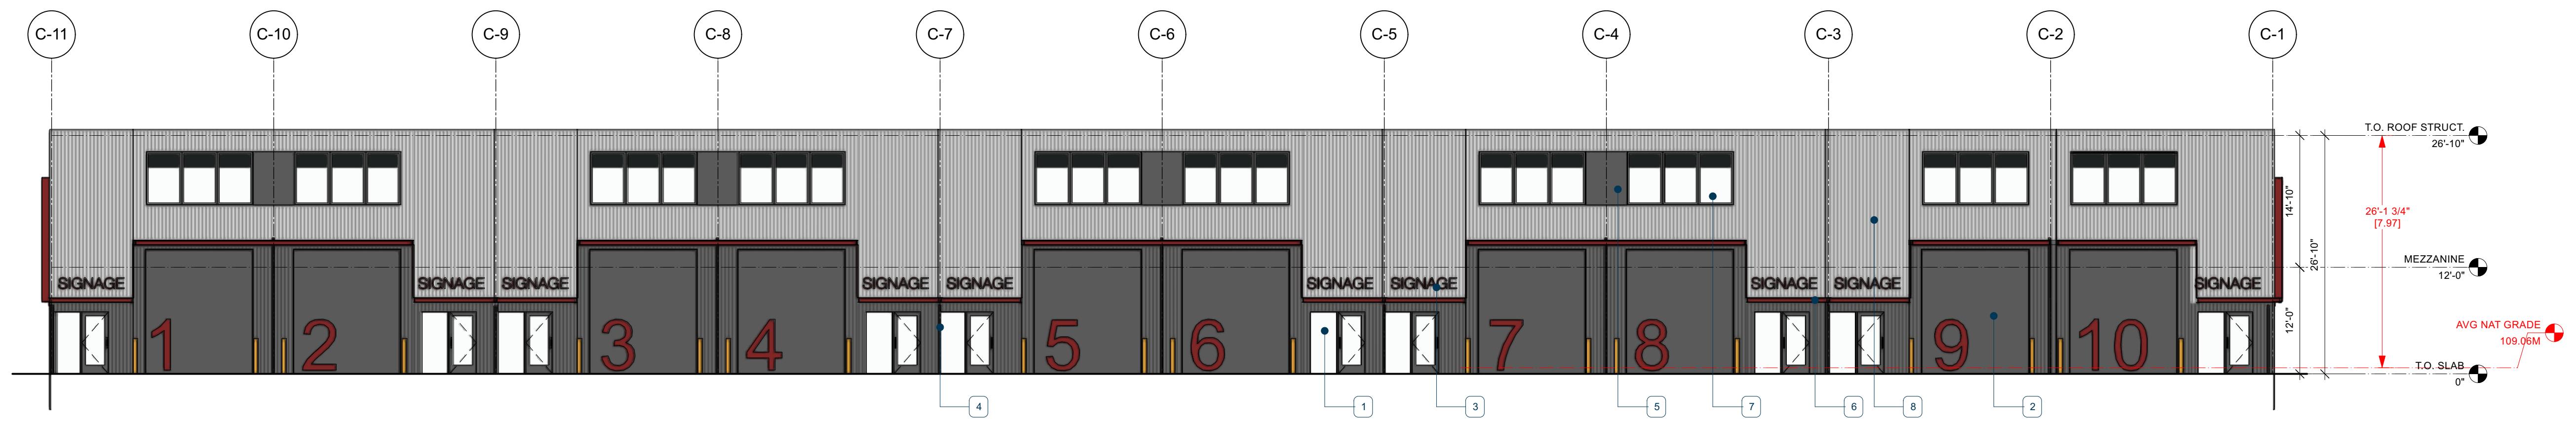 C-11 C-10 C-9 C-8 C-7 C-6 C-5 C-4 C-3 C-2 C-1
T.O. ROOF STRUCT.
26'-10"
14'-10"
26'-1 3/4"
[7.97]
26'-10"
MEZZANINE
12'-0"
SIGNAGE SIGNAGE SIGNAGE SIGNAGE SIGNAGE SIGNAGE SIGNAGE SIGNAGE SIGNAGE SIGNAGE
12'-0"
AVG NAT GRADE
109.06M
1 2 3 4 5 6 7 8 9 10
T.O. SLAB
0"
4 1 3 5 7 6 8 2